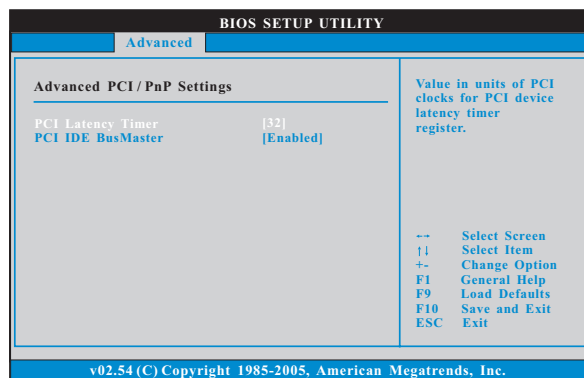 BIOS SETUP UTILITY
Advanced
Advanced PCI / PnP Settings
PCI Latency Timer [32]
PCI IDE BusMaster [Enabled]
Value in units of PCI
clocks for PCI device
latency timer
register.
←→ Select Screen
↑↓ Select Item
+- Change Option
F1 General Help
F9 Load Defaults
F10 Save and Exit
ESC Exit
v02.54 (C) Copyright 1985-2005, American Megatrends, Inc.